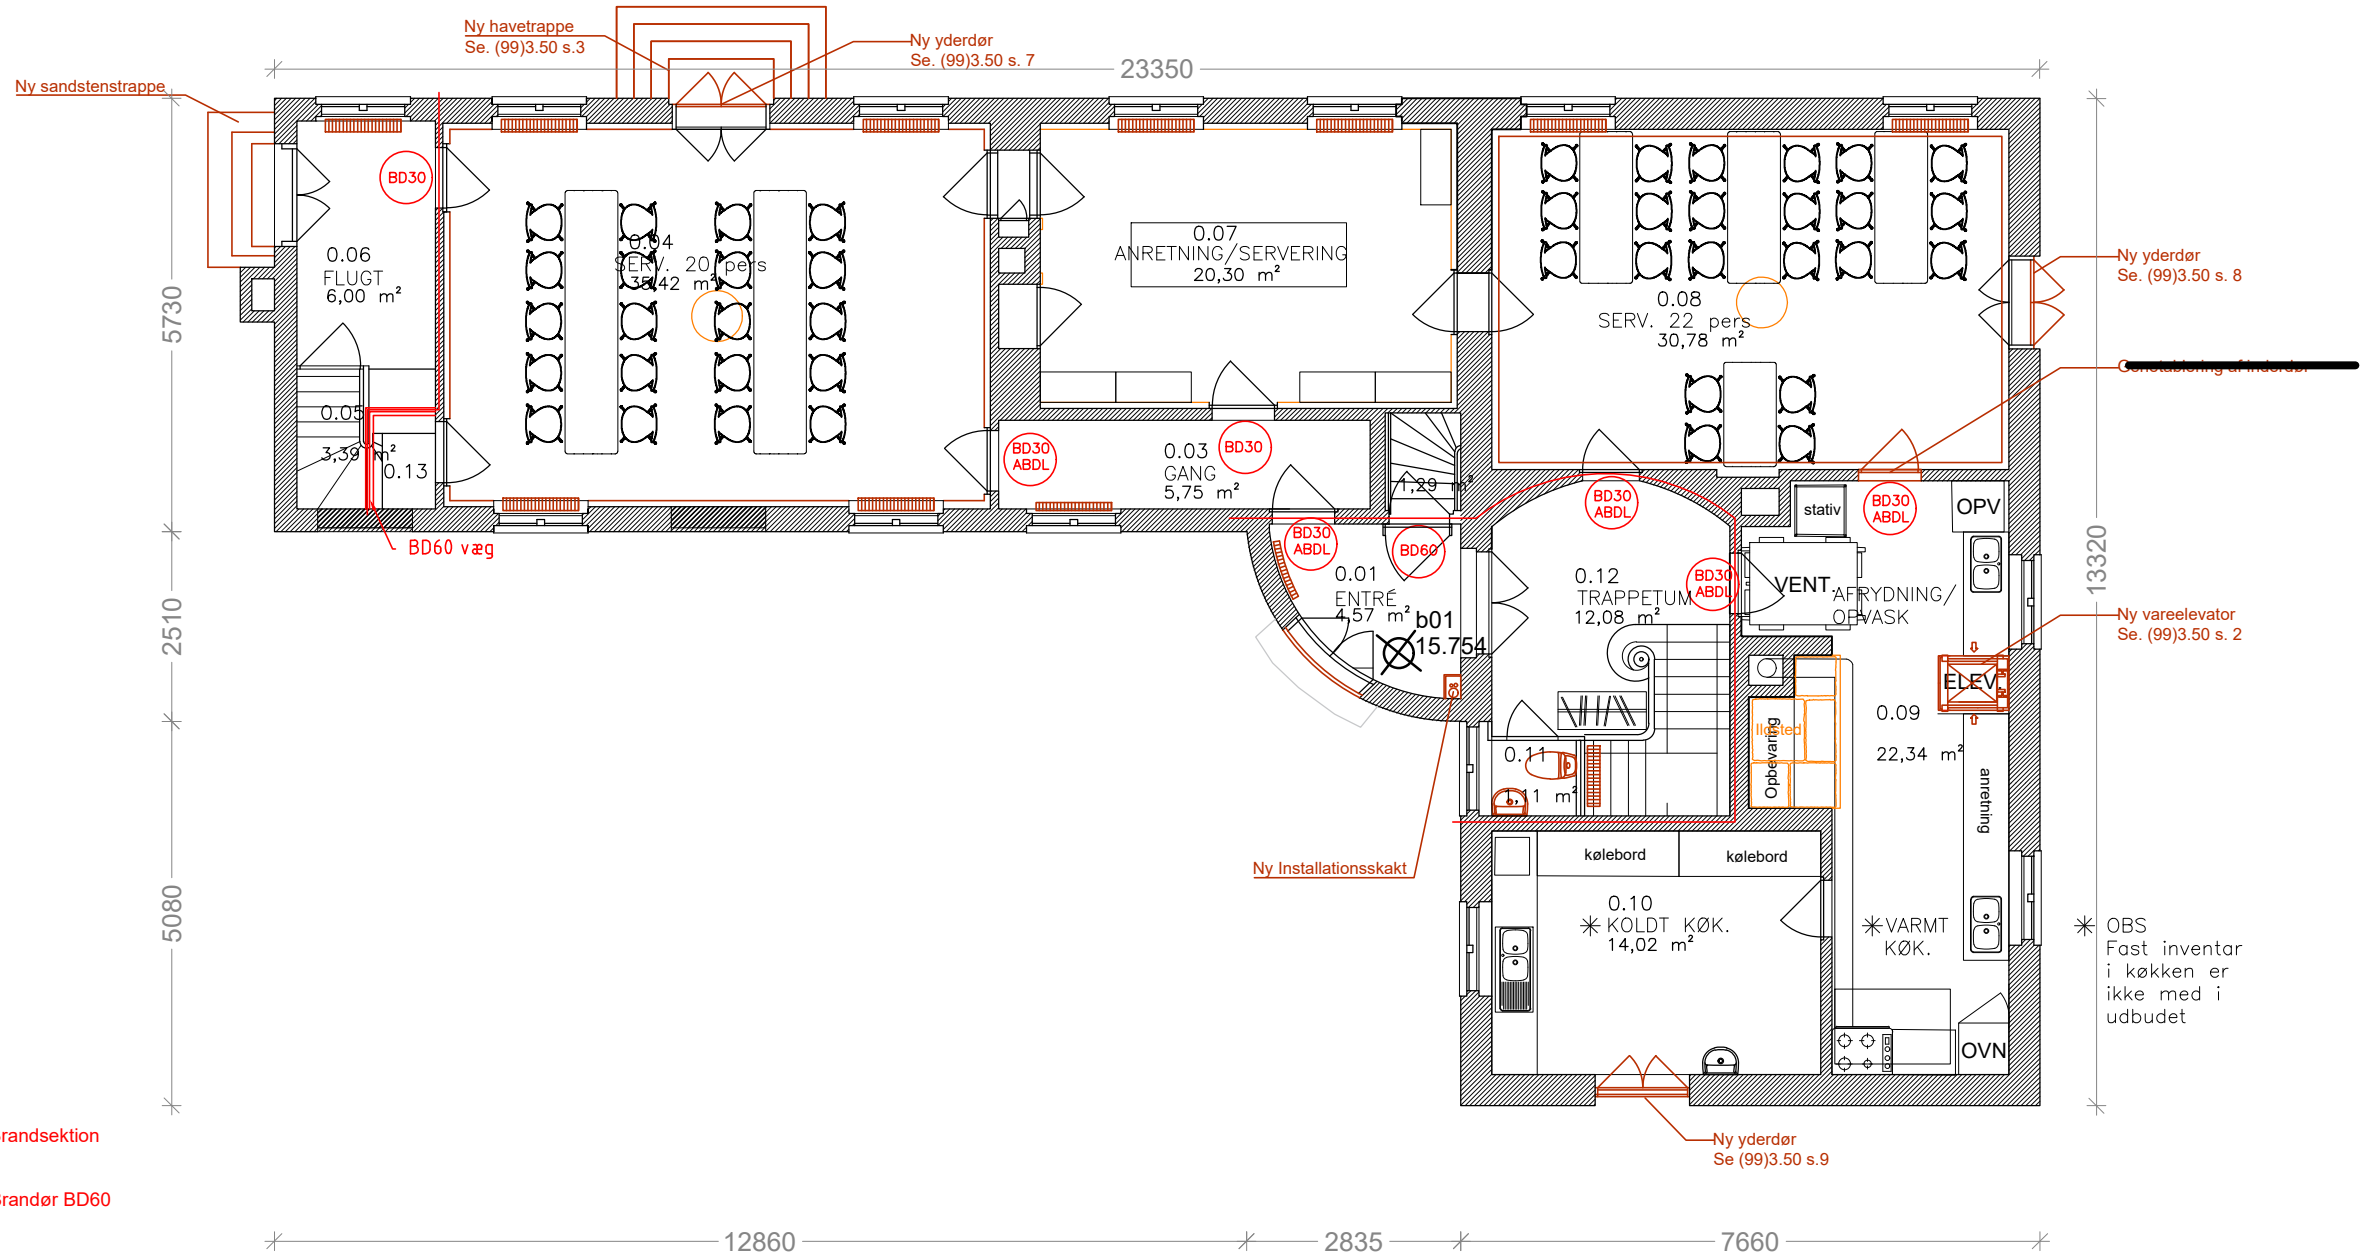 Ny havetrappe
Se. (99)3.50 s.3
Ny yderdør
Se. (99)3.50 s. 7
23350
Ny sandstenstrappe
BD30
0.06
FLUGT
6,00 m²
0.04
SERV. 20 pers
35,42 m²
0.07
ANRETNING/SERVERING
20,30 m²
0.08
SERV. 22 pers
30,78 m²
Ny yderdør
Se. (99)3.50 s. 8
5730
0.05
3,39 m²
0.13
BD60 væg
BD30
ABDL
0.03
GANG
5,75 m²
BD30
1,29 m²
BD30
ABDL
BD60
BD30
ABDL
BD30
ABDL
stativ
OPV
BD30
ABDL
VENT.
AFRYDNING/
OPVASK
13320
2510
0.01
ENTRÉ
4,57 m²
b01
15.754
0.12
TRAPPETUM
12,08 m²
Ny vareelevator
Se. (99)3.50 s. 2
ELEV.
0.09
22,34 m²
Ildsted
Opbevaring
anretning
0.11
1,11 m²
Ny Installationsskakt
kølebord
kølebord
5080
0.10
KOLDT KØK.
14,02 m²
VARMT
KØK.
OVN
OBS
Fast inventar
i køkken er
ikke med i
udbudet
Ny yderdør
Se (99)3.50 s.9
randsektion
randør BD60
12860
2835
7660